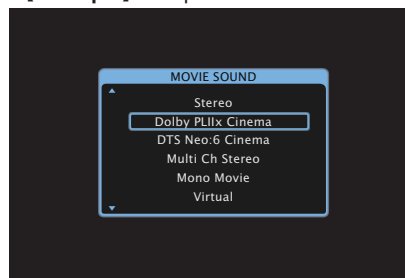 MOVIE SOUND
Stereo
Dolby PLIIx Cinema
DTS Neo:6 Cinema
Multi Ch Stereo
Mono Movie
Virtual